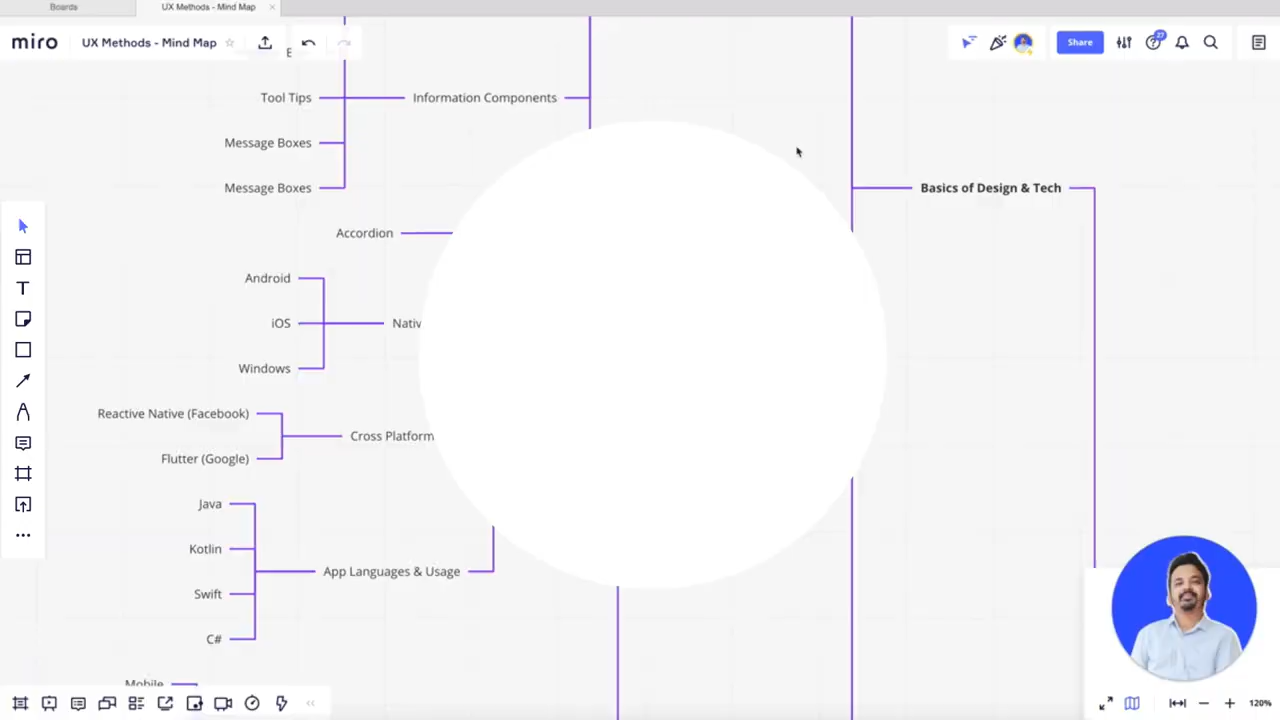 Boards
UX Methods - Mind Map
miro
UX Methods - Mind Map
Share
27
Tool Tips
Information Components
Message Boxes
Message Boxes
Basics of Design & Tech
Accordion
Android
iOS
Nativ
Windows
Reactive Native (Facebook)
Cross Platform
Flutter (Google)
Java
Kotlin
App Languages & Usage
Swift
C#
Mobile
120%